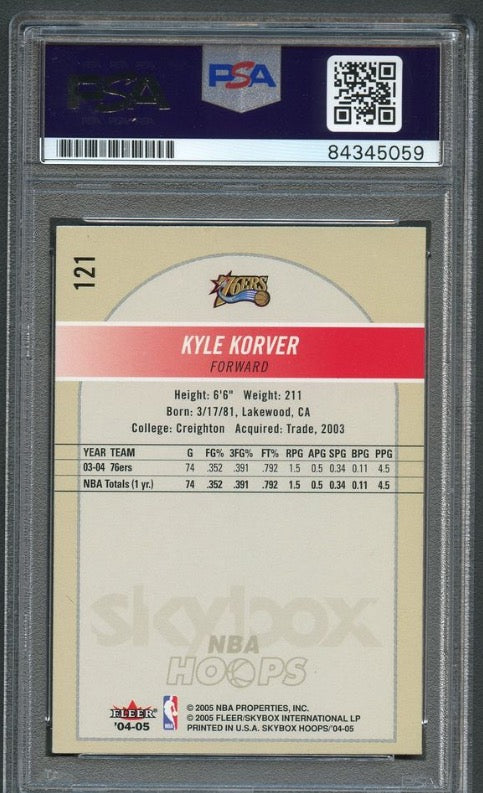 PSA
PSA
84345059
121
76ERS
KYLE KORVER
FORWARD
Height: 6'6" Weight: 211
Born: 3/17/81, Lakewood, CA
College: Creighton Acquired: Trade, 2003
YEAR TEAM G FG% 3FG% FT% RPG APG SPG BPG PPG
03-04 76ers 74 .352 .391 .792 1.5 0.5 0.34 0.11 4.5
NBA Totals (1 yr.) 74 .352 .391 .792 1.5 0.5 0.34 0.11 4.5
skybox
NBA
HOOPS
FLEER
'04-05
© 2005 NBA PROPERTIES, INC.
© 2005 FLEER/SKYBOX INTERNATIONAL LP
PRINTED IN U.S.A. SKYBOX HOOPS/'04-05